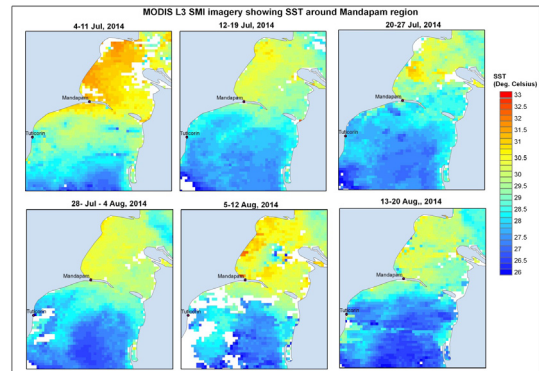 MODIS L3 SMI imagery showing SST around Mandapam region
4-11 Jul, 2014
12-19 Jul, 2014
20-27 Jul, 2014
Mandapam
Tuticorin
Mandapam
Tuticorin
Mandapam
Tuticorin
SST
(Deg. Celsius)
33
32.5
32
31.5
31
30.5
30
29.5
29
28.5
28
27.5
27
26.5
26
28- Jul - 4 Aug, 2014
5-12 Aug, 2014
13-20 Aug,, 2014
Mandapam
Tuticorin
Mandapam
Tuticorin
Mandapam
Tuticorin